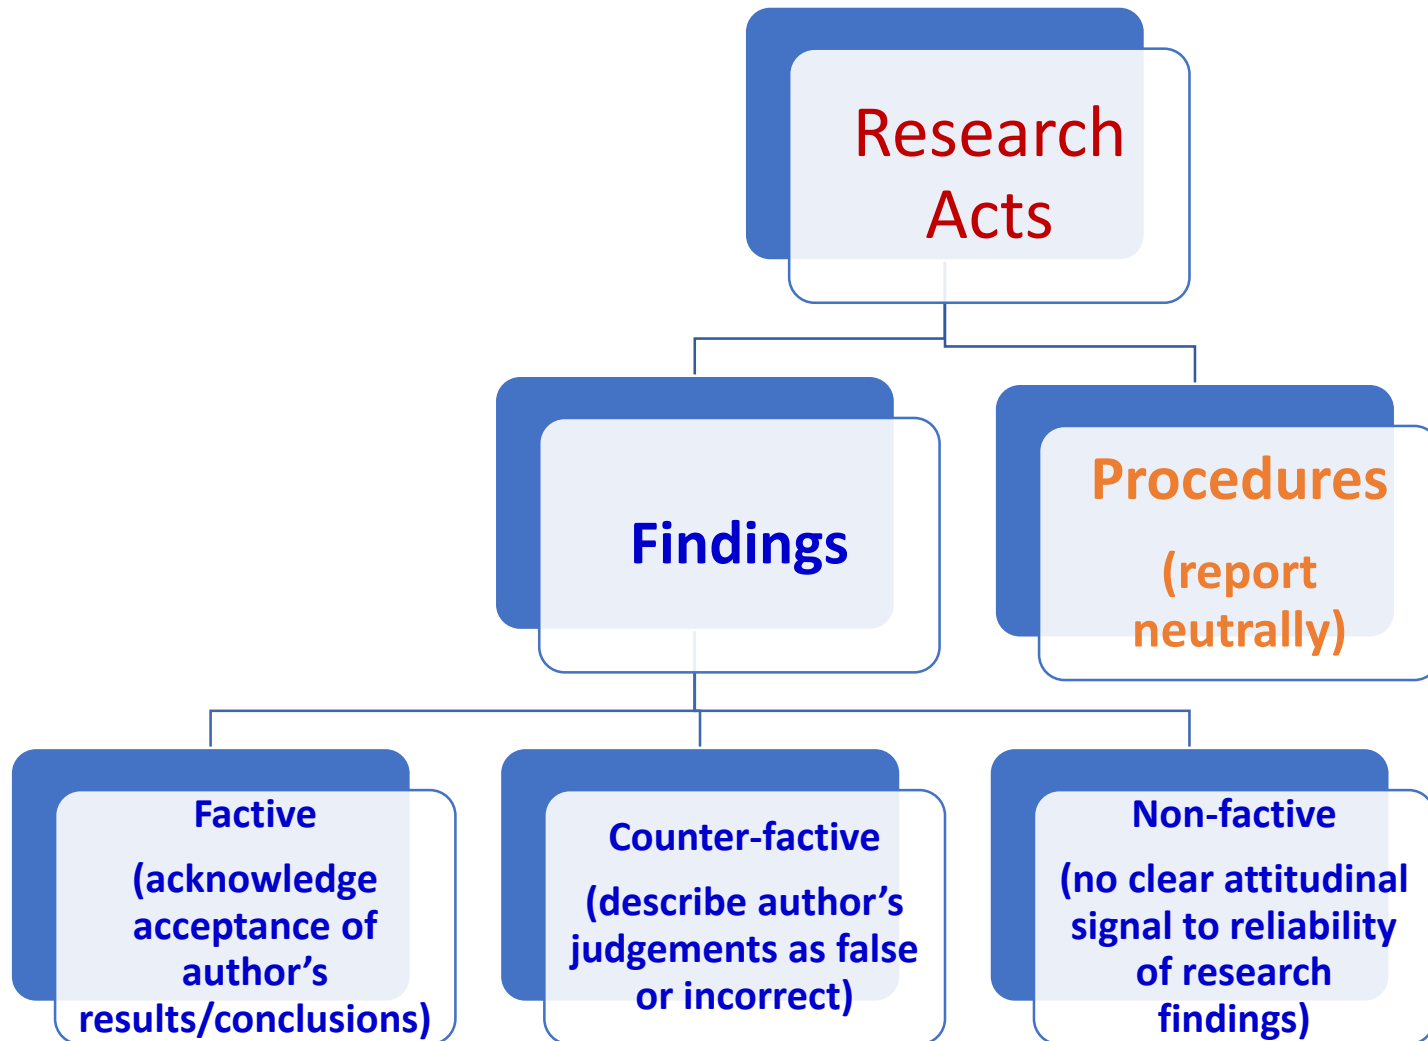 Research
Acts
Findings
Procedures
(report
neutrally)
Factive
(acknowledge
acceptance of
author’s
results/conclusions)
Counter-factive
(describe author’s
judgements as false
or incorrect)
Non-factive
(no clear attitudinal
signal to reliability
of research
findings)